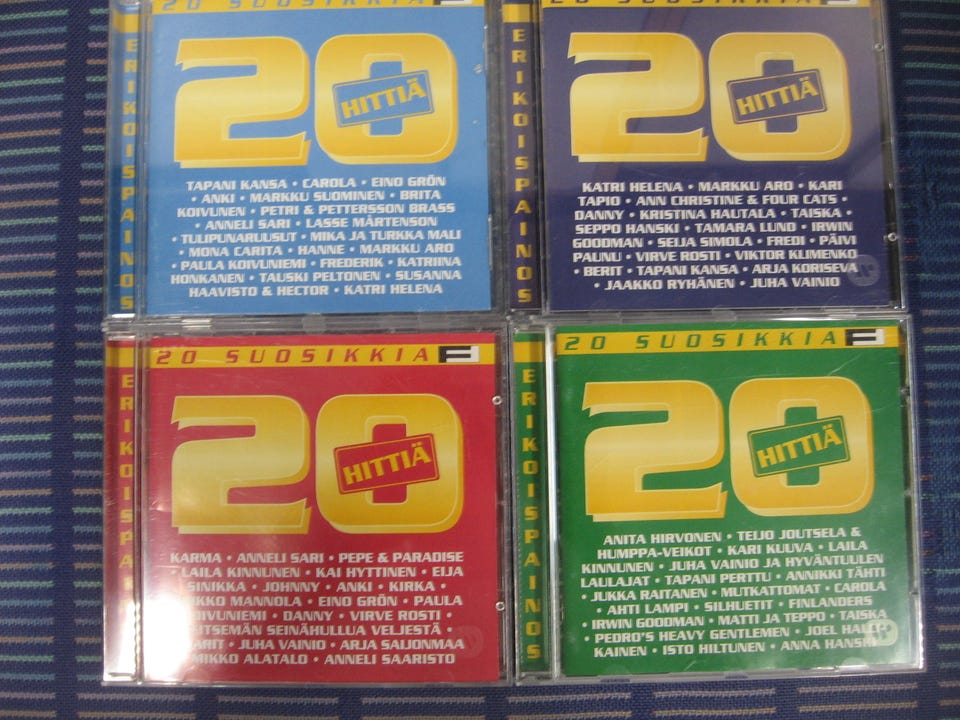 20 SUOSIKKIA
ERIKOISPAINOS
20
HITTIÄ
TAPANI KANSA • CAROLA • EINO GRÖN
• ANKI • MARKKU SUOMINEN • BRITA
KOIVUNEN • PETRI & PETTERSSON BRASS
• ANNELI SARI • LASSE MÅRTENSON
• TULIPUNARUUSUT • MIKA JA TURKKA MALI
• MONA CARITA • HANNE • MARKKU ARO
• PAULA KOIVUNIEMI • FREDERIK • KATRIINA
HONKANEN • TAUSKI PELTONEN • SUSANNA
HAAVISTO & HECTOR • KATRI HELENA
20 SUOSIKKIA
ERIKOISPAINOS
20
HITTIÄ
KATRI HELENA • MARKKU ARO • KARI
TAPIO • ANN CHRISTINE & FOUR CATS •
DANNY • KRISTINA HAUTALA • TAISKA •
SEPPO HANSKI • TAMARA LUND • IRWIN
GOODMAN • SEIJA SIMOLA • FREDI • PÄIVI
PAUNU • VIRVE ROSTI • VIKTOR KLIMENKO
• BERIT • TAPANI KANSA • ARJA KORISEVA
• JAAKKO RYHÄNEN • JUHA VAINIO
20 SUOSIKKIA
20
HITTIÄ
KARMA • ANNELI SARI • PEPE & PARADISE
• LAILA KINNUNEN • KAI HYTTINEN • EIJA
SINIKKA • JOHNNY • ANKI • KIRKA •
MANNOLA • EINO GRÖN • PAULA
KOIVUNIEMI • DANNY • VIRVE ROSTI •
SEITSEMÄN SEINÄHULLUA VELJESTÄ •
JUHA VAINIO • ARJA SAIJONMAA
• MIKKO ALATALO • ANNELI SAARISTO
20 SUOSIKKIA
ERIKOISPAINOS
20
HITTIÄ
ANITA HIRVONEN • TEIJO JOUTSELA &
HUMPPA-VEIKOT • KARI KUUVA • LAILA
KINNUNEN • JUHA VAINIO JA HYVÄNTUULEN
LAULAJAT • TAPANI PERTTU • ANNIKKI TÄHTI
• JUKKA RAITANEN • MUTKATTOMAT • CAROLA
• AHTI LAMPI • SILHUETIT • FINLANDERS
IRWIN GOODMAN • MATTI JA TEPPO • TAISKA
• PEDRO'S HEAVY GENTLEMEN • JOEL HALLI-
KAINEN • ISTO HILTUNEN • ANNA HANSKI